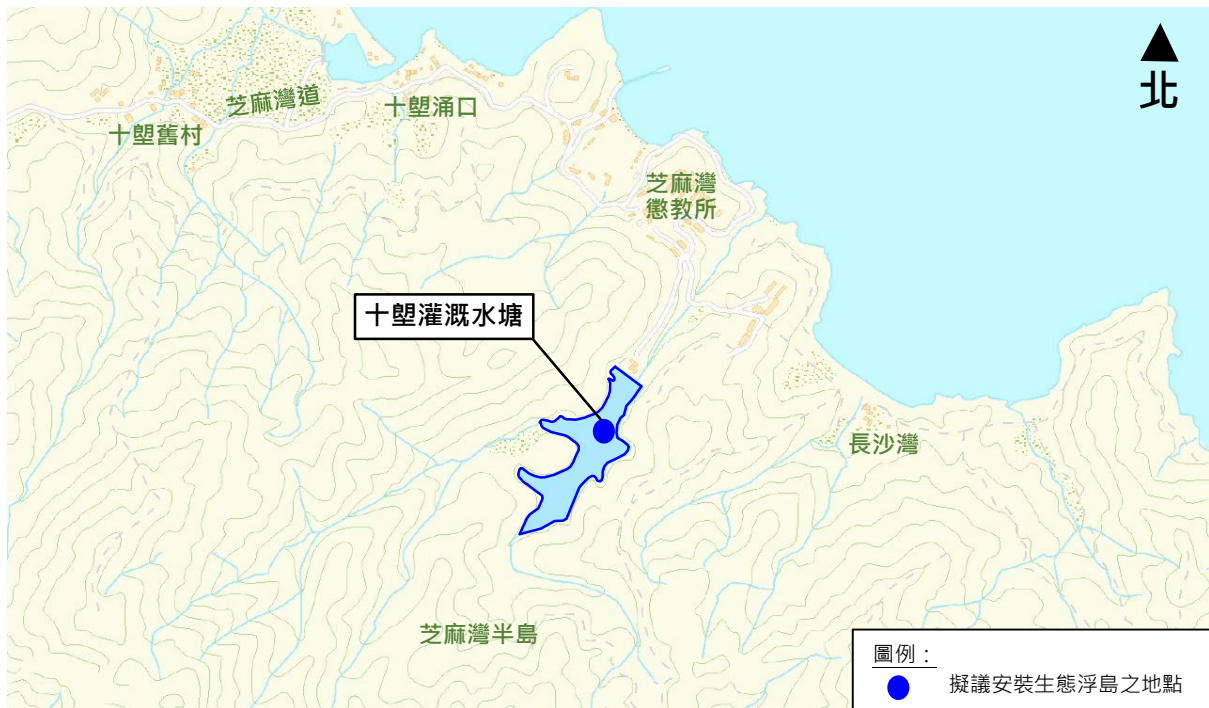 北
芝麻灣道
十塱涌口
十塱舊村
芝麻灣
懲教所
十塱灌溉水塘
長沙灣
芝麻灣半島
圖例：
擬議安裝生態浮島之地點